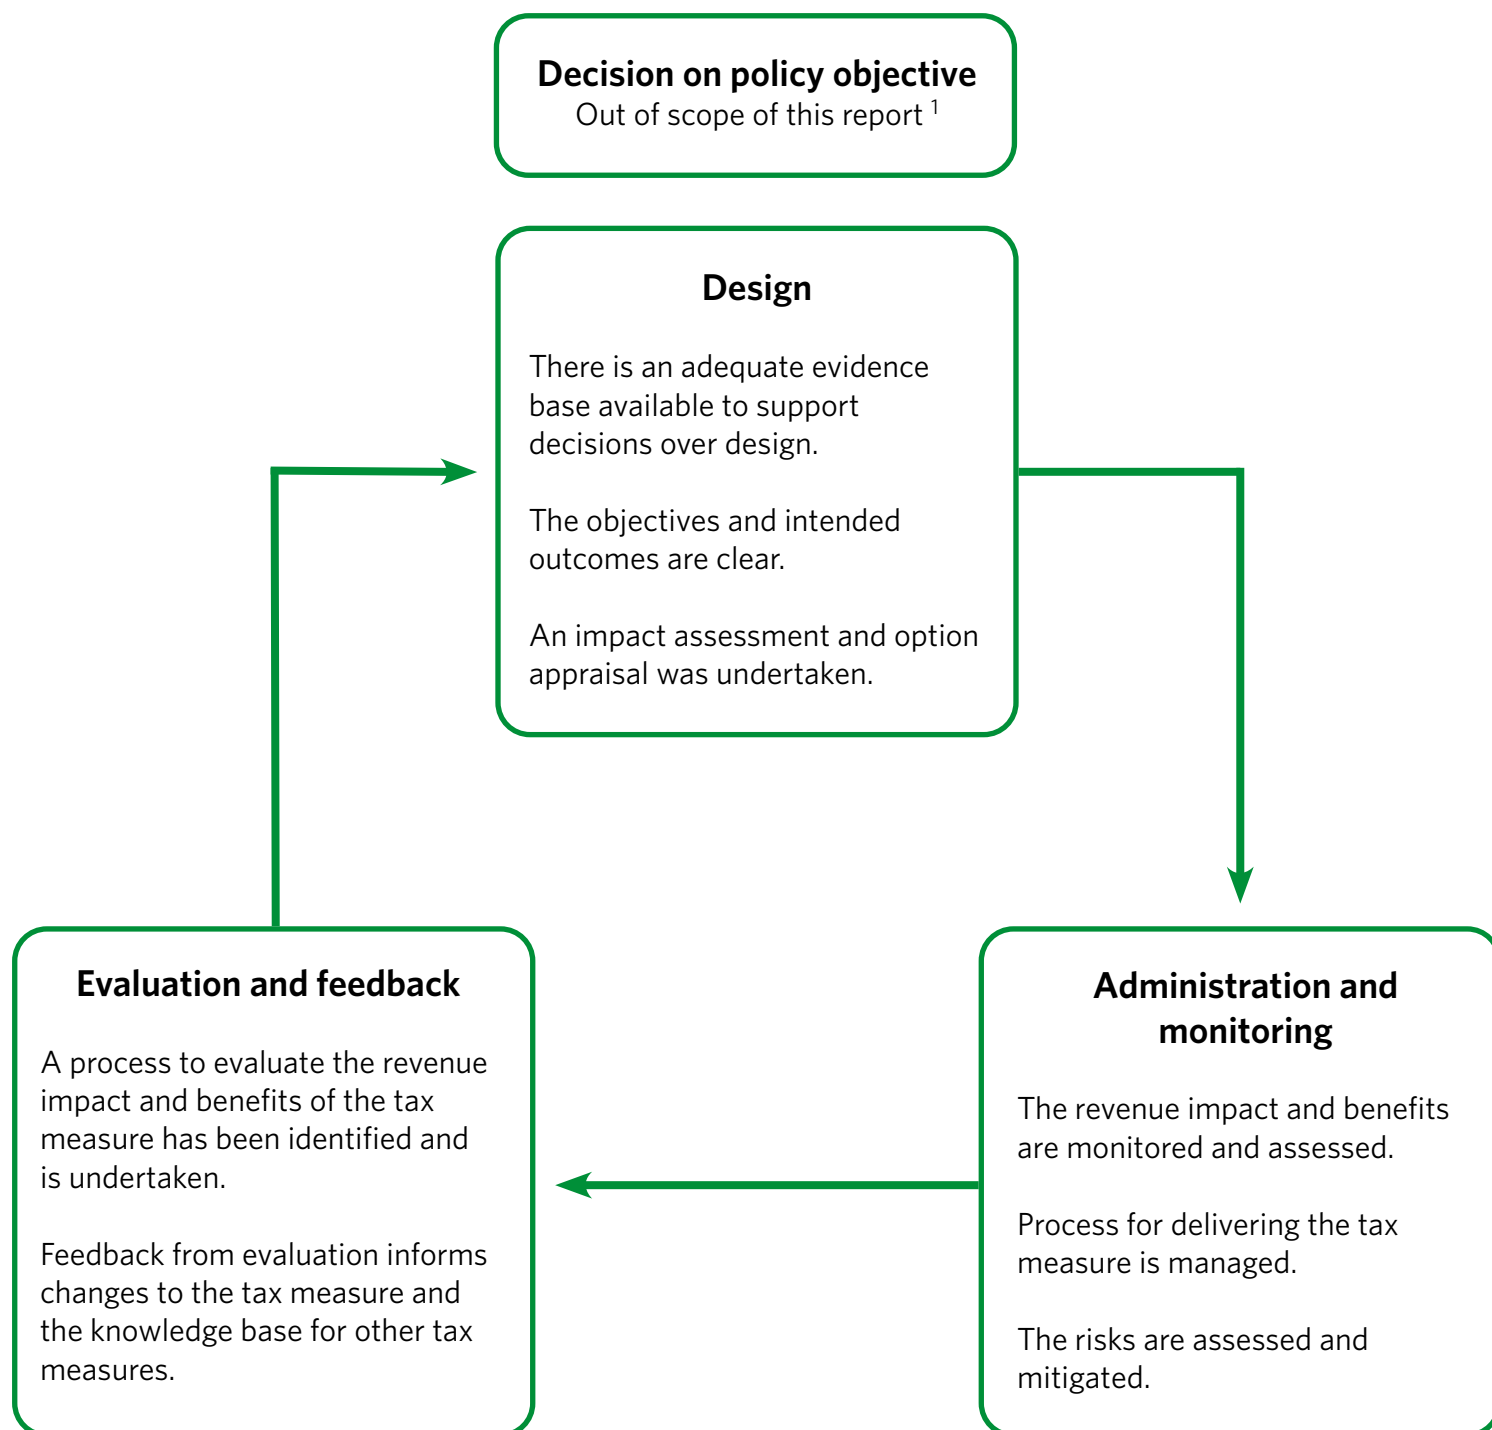 Decision on policy objective
Out of scope of this report 1
Design
There is an adequate evidence
base available to support
decisions over design.
The objectives and intended
outcomes are clear.
An impact assessment and option
appraisal was undertaken.
Evaluation and feedback
A process to evaluate the revenue
impact and benefits of the tax
measure has been identified and
is undertaken.
Feedback from evaluation informs
changes to the tax measure and
the knowledge base for other tax
measures.
Administration and
monitoring
The revenue impact and benefits
are monitored and assessed.
Process for delivering the tax
measure is managed.
The risks are assessed and
mitigated.